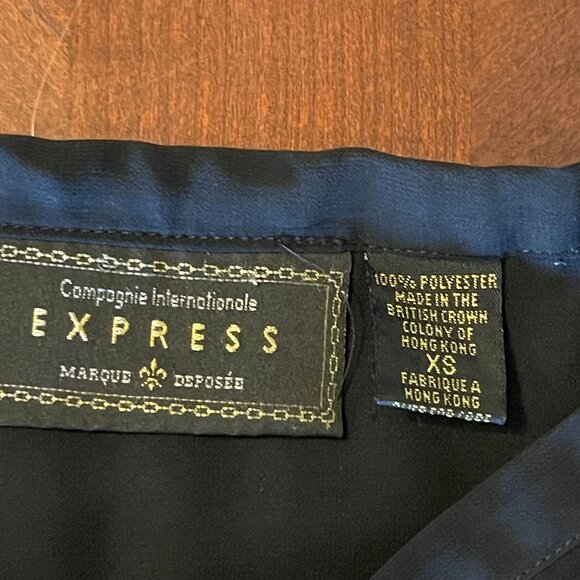 Compagnie Internationale
EXPRESS
MARQUE DEPOSÉE
100% POLYESTER
MADE IN THE
BRITISH CROWN
COLONY OF
HONG KONG
XS
FABRIQUE A
HONG KONG